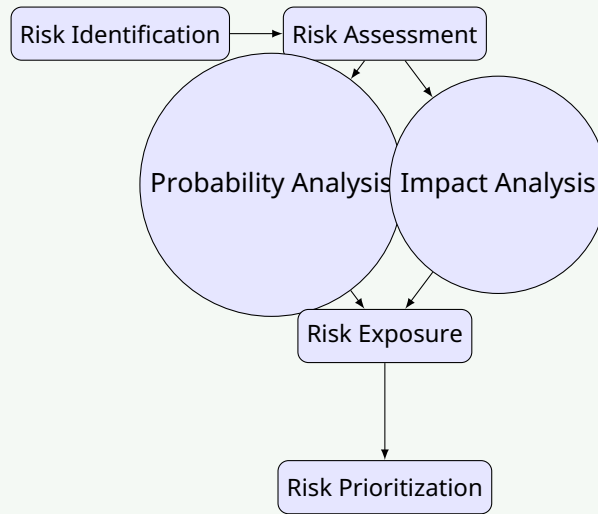 Risk Identification
Risk Assessment
Probability Analysis
Impact Analysis
Risk Exposure
Risk Prioritization